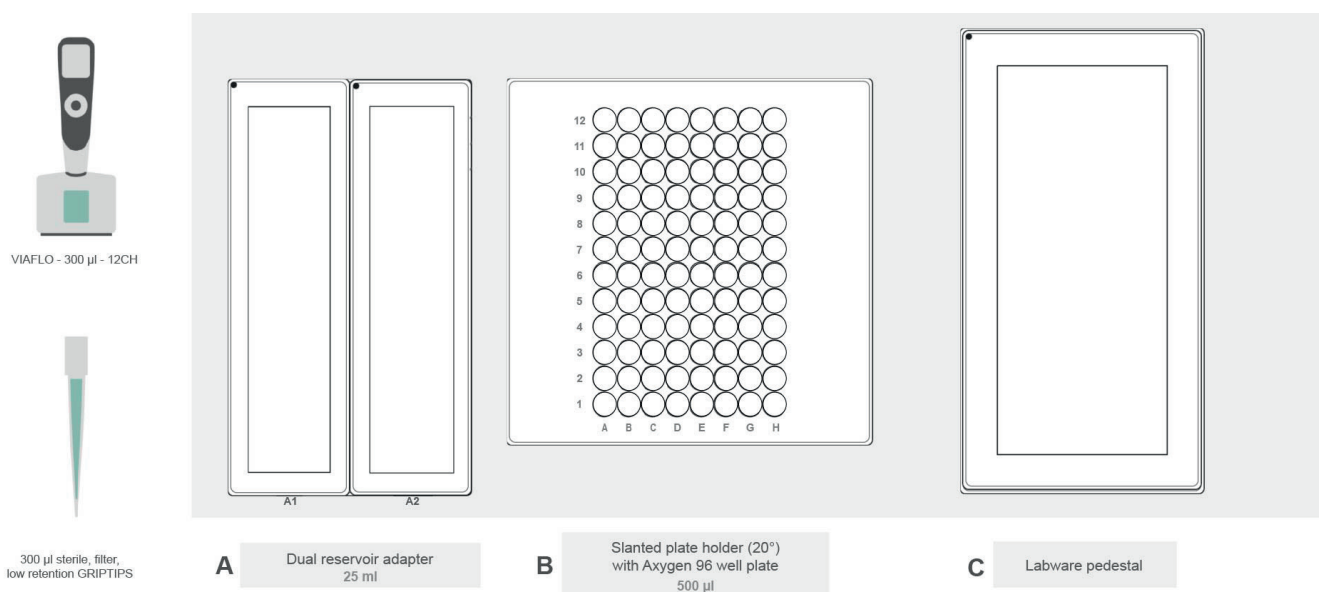 VIAFLO - 300 µl - 12CH
300 µl sterile, filter,
low retention GRIPTIPS
A1
A2
12
11
10
9
8
7
6
5
4
3
2
1
A B C D E F G H
A
Dual reservoir adapter
25 ml
B
Slanted plate holder (20°)
with Axygen 96 well plate
500 µl
C
Labware pedestal